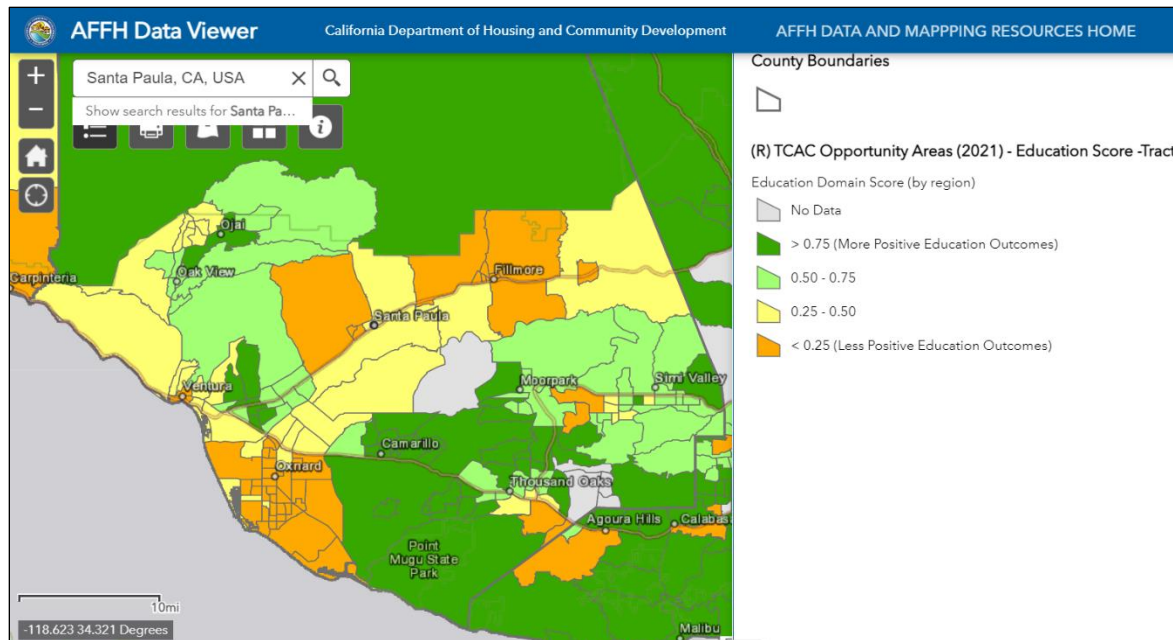 AFFH Data Viewer
California Department of Housing and Community Development
AFFH DATA AND MAPPPING RESOURCES HOME
+
−
Santa Paula, CA, USA
Show search results for Santa Pa...
Ojai
Oak View
Carpinteria
Fillmore
Santa Paula
Ventura
Moorpark
Simi Valley
Camarillo
Oxnard
Thousand Oaks
Agoura Hills
Calabas
Point
Mugu State
Park
Malibu
10mi
-118.623 34.321 Degrees
County Boundaries
(R) TCAC Opportunity Areas (2021) - Education Score -Tract
Education Domain Score (by region)
No Data
> 0.75 (More Positive Education Outcomes)
0.50 - 0.75
0.25 - 0.50
< 0.25 (Less Positive Education Outcomes)